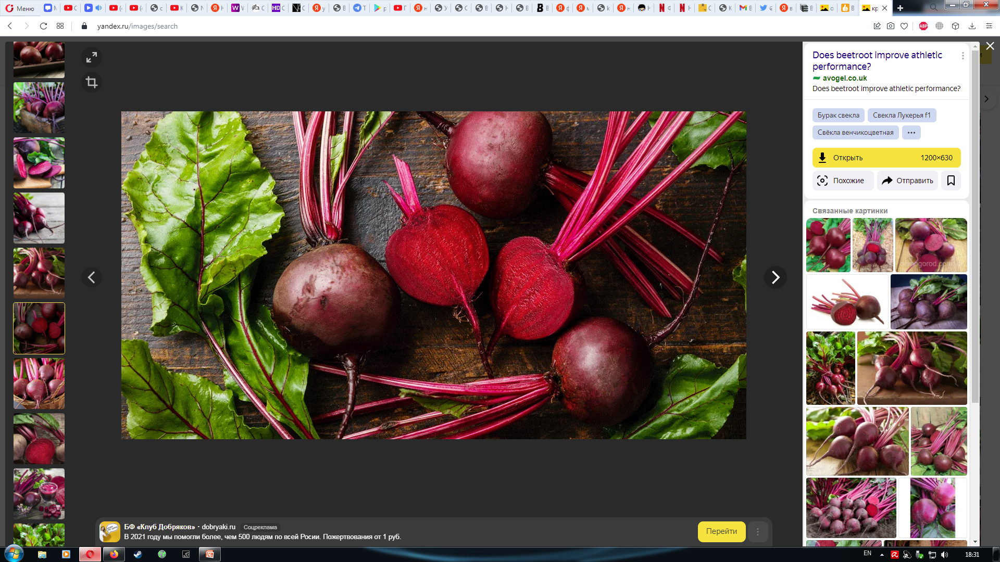 Меню
yandex.ru/images/search
ABP
Does beetroot improve athletic
performance?
avogel.co.uk
Does beetroot improve athletic performance?
Бурак свекла
Свекла Лукерья f1
Свёкла венчикоцветная
Открыть
1200×630
Похожие
Отправить
Связанные картинки
БФ «Клуб Добряков» · dobryaki.ru
Соцреклама
В 2021 году мы помогли более, чем 500 людям по всей Росии. Пожертвования от 1 руб.
Перейти
EN
18:31